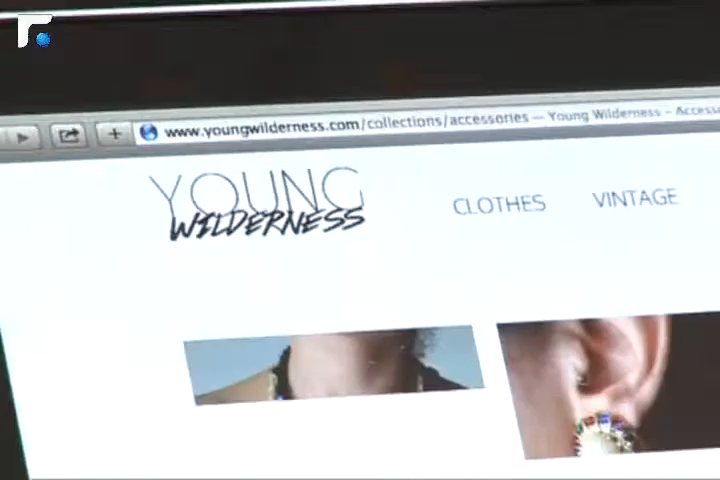 www.youngwilderness.com/collections/accessories — Young Wilderness – Access
YOUNG
WILDERNESS
CLOTHES VINTAGE